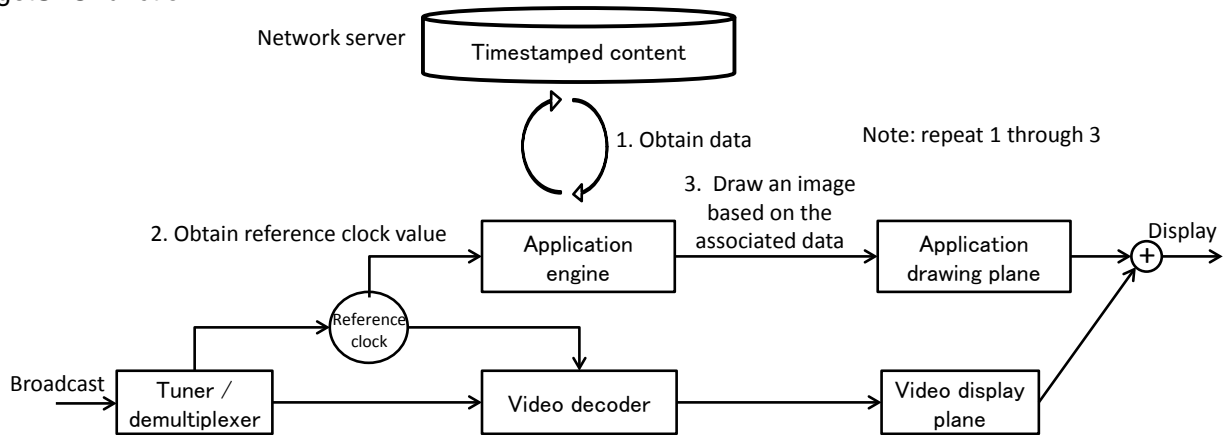 Network server
Timestamped content
1. Obtain data
Note: repeat 1 through 3
3. Draw an image
based on the
associated data
2. Obtain reference clock value
Application
engine
Application
drawing plane
Display
+
Reference
clock
Broadcast
Tuner /
demultiplexer
Video decoder
Video display
plane